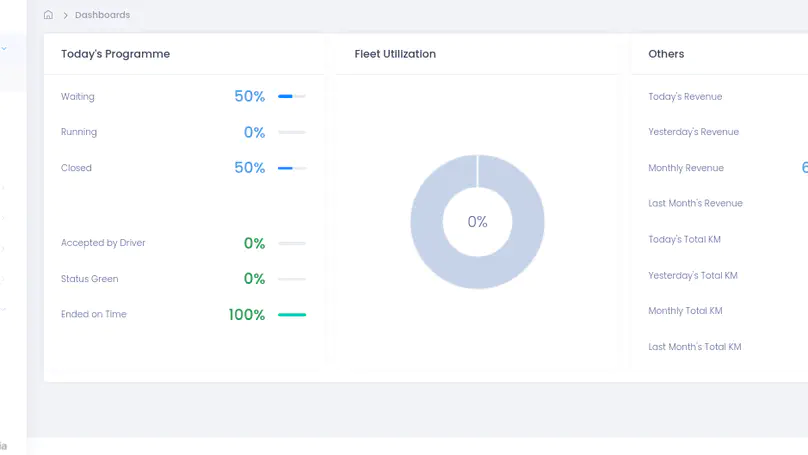 Dashboards
Today's Programme
Waiting 50%
Running 0%
Closed 50%
Accepted by Driver 0%
Status Green 0%
Ended on Time 100%
Fleet Utilization
0%
Others
Today's Revenue
Yesterday's Revenue
Monthly Revenue 6
Last Month's Revenue
Today's Total KM
Yesterday's Total KM
Monthly Total KM
Last Month's Total KM
ia